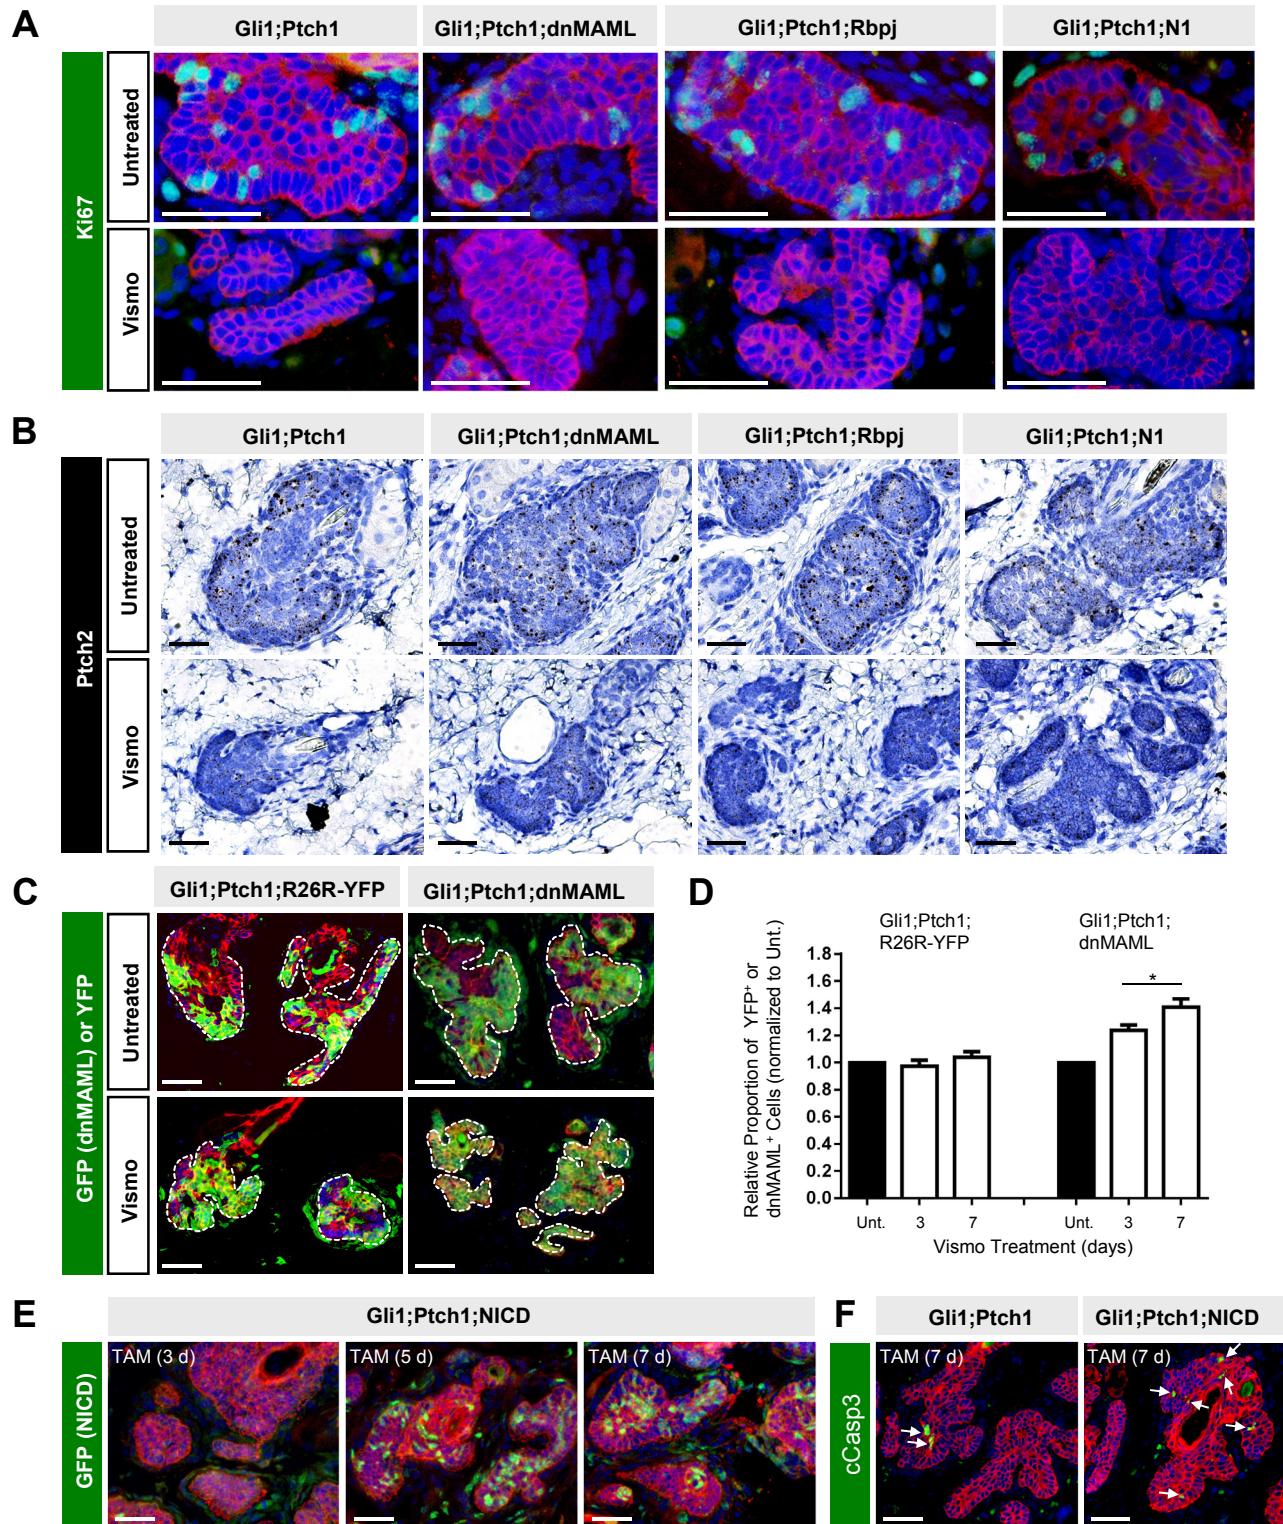 A
Gli1;Ptch1
Gli1;Ptch1;dnMAML
Gli1;Ptch1;Rbpj
Gli1;Ptch1;N1
Ki67
Untreated
Vismo
B
Gli1;Ptch1
Gli1;Ptch1;dnMAML
Gli1;Ptch1;Rbpj
Gli1;Ptch1;N1
Ptch2
Untreated
Vismo
C
Gli1;Ptch1;R26R-YFP
Gli1;Ptch1;dnMAML
GFP (dnMAML) or YFP
Untreated
Vismo
D
Gli1;Ptch1;
R26R-YFP
Gli1;Ptch1;
dnMAML
Relative Proportion of YFP⁺ or
dnMAML⁺ Cells (normalized to Unt.)
1.8
1.6
1.4
1.2
1.0
0.8
0.6
0.4
0.2
0.0
*
Unt. 3 7 Unt. 3 7
Vismo Treatment (days)
E
Gli1;Ptch1;NICD
GFP (NICD)
TAM (3 d)
TAM (5 d)
TAM (7 d)
F
Gli1;Ptch1
Gli1;Ptch1;NICD
cCasp3
TAM (7 d)
TAM (7 d)